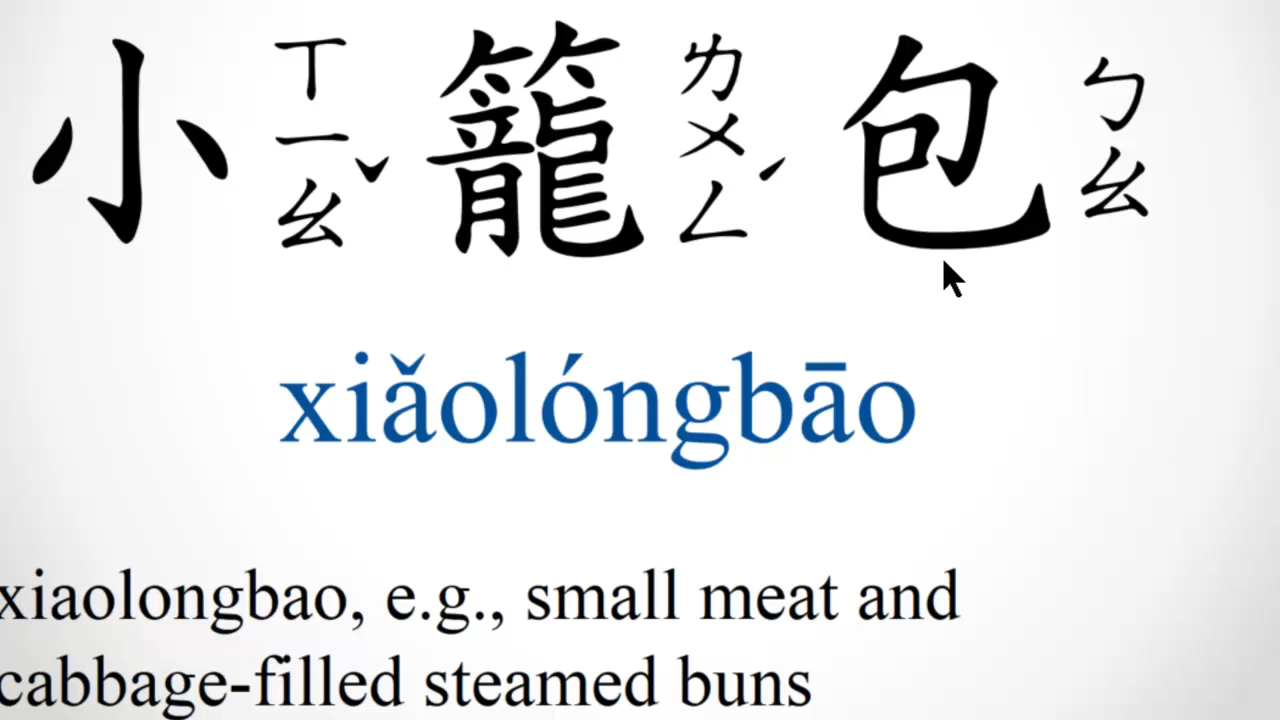 小ㄒㄧㄠˇ籠ㄌㄨㄥˊ包ㄅㄠ
xiǎolóngbāo
xiaolongbao, e.g., small meat and
cabbage-filled steamed buns